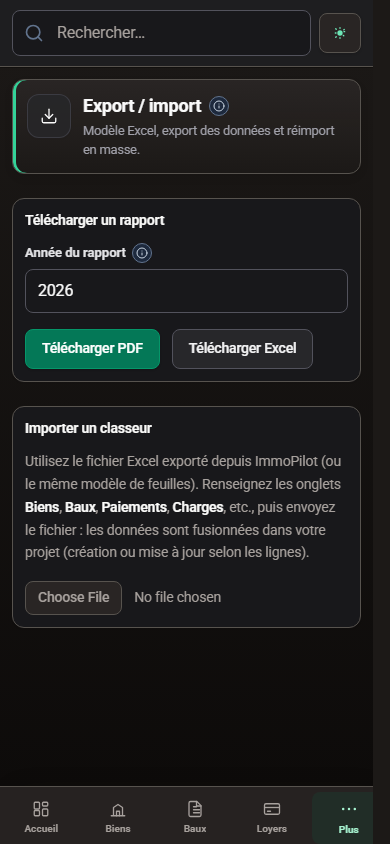 Rechercher...
Export / import
Modèle Excel, export des données et réimport
en masse.
Télécharger un rapport
Année du rapport
2026
Télécharger PDF
Télécharger Excel
Importer un classeur
Utilisez le fichier Excel exporté depuis ImmoPilot (ou
le même modèle de feuilles). Renseignez les onglets
Biens, Baux, Paiements, Charges, etc., puis envoyez
le fichier : les données sont fusionnées dans votre
projet (création ou mise à jour selon les lignes).
Choose File No file chosen
Accueil
Biens
Baux
Loyers
Plus